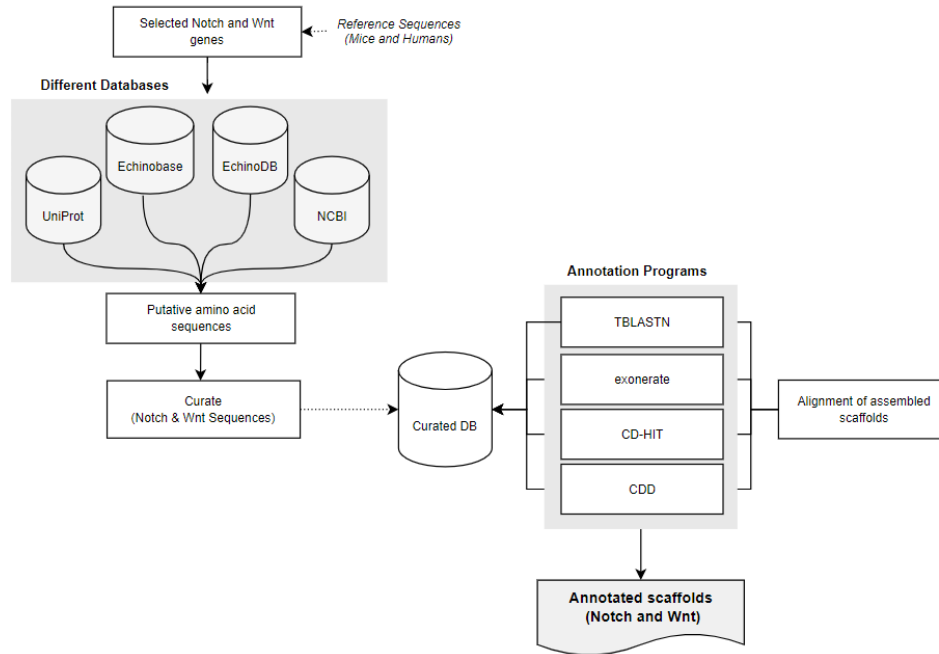 Selected Notch and Wnt
genes
Reference Sequences
(Mice and Humans)
Different Databases
Echinobase
EchinoDB
UniProt
NCBI
Putative amino acid
sequences
Curate
(Notch & Wnt Sequences)
Curated DB
Annotation Programs
TBLASTN
exonerate
CD-HIT
CDD
Alignment of assembled
scaffolds
Annotated scaffolds
(Notch and Wnt)